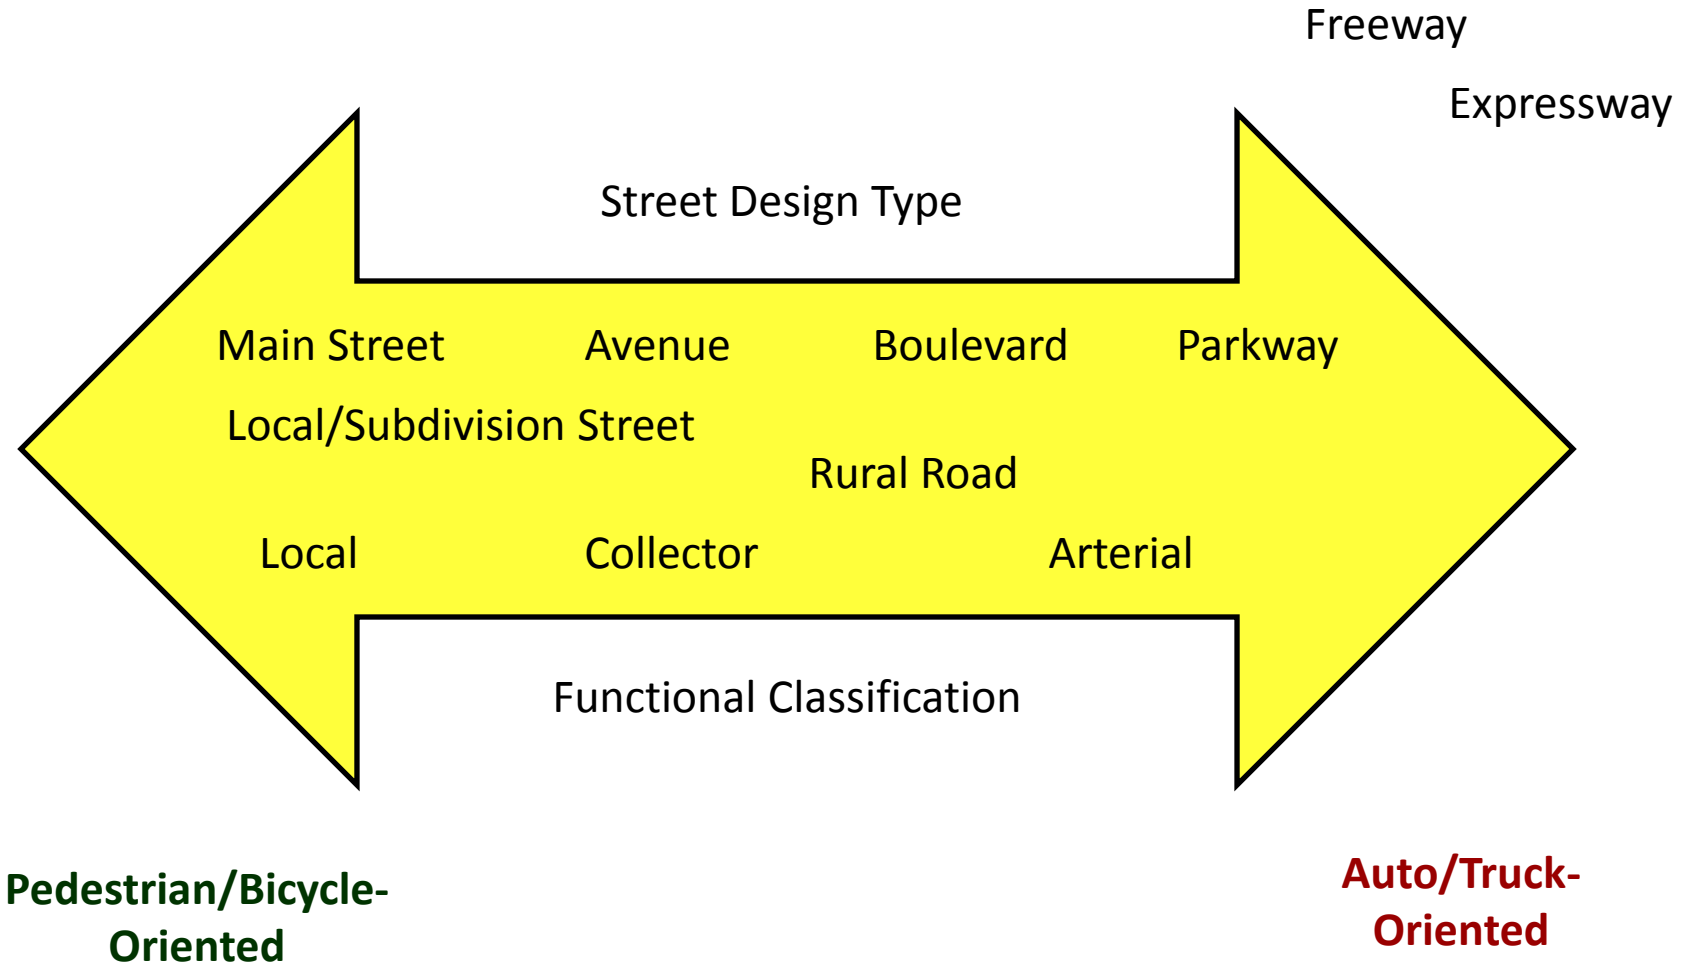 Freeway
Expressway
Street Design Type
Main Street Avenue Boulevard Parkway
Local/Subdivision Street
Rural Road
Local Collector Arterial
Functional Classification
Pedestrian/Bicycle-
Oriented
Auto/Truck-
Oriented